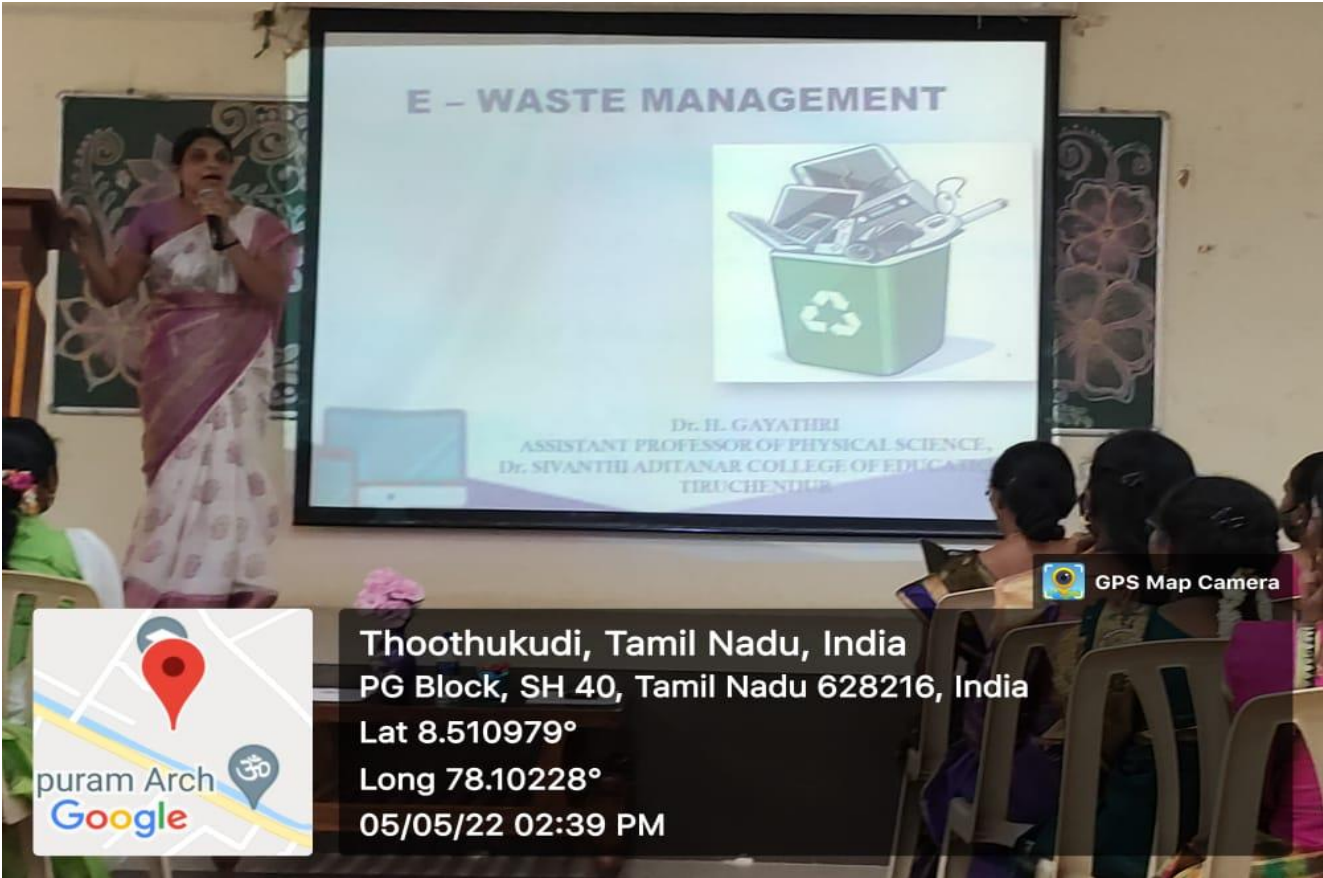 E – WASTE MANAGEMENT
Dr. H. GAYATHRI
ASSISTANT PROFESSOR OF PHYSICAL SCIENCE,
Dr. SIVANTHI ADITANAR COLLEGE OF EDUCATIO
TIRUCHENDUR
GPS Map Camera
Thoothukudi, Tamil Nadu, India
PG Block, SH 40, Tamil Nadu 628216, India
Lat 8.510979°
Long 78.10228°
05/05/22 02:39 PM
puram Arch
ॐ
Google